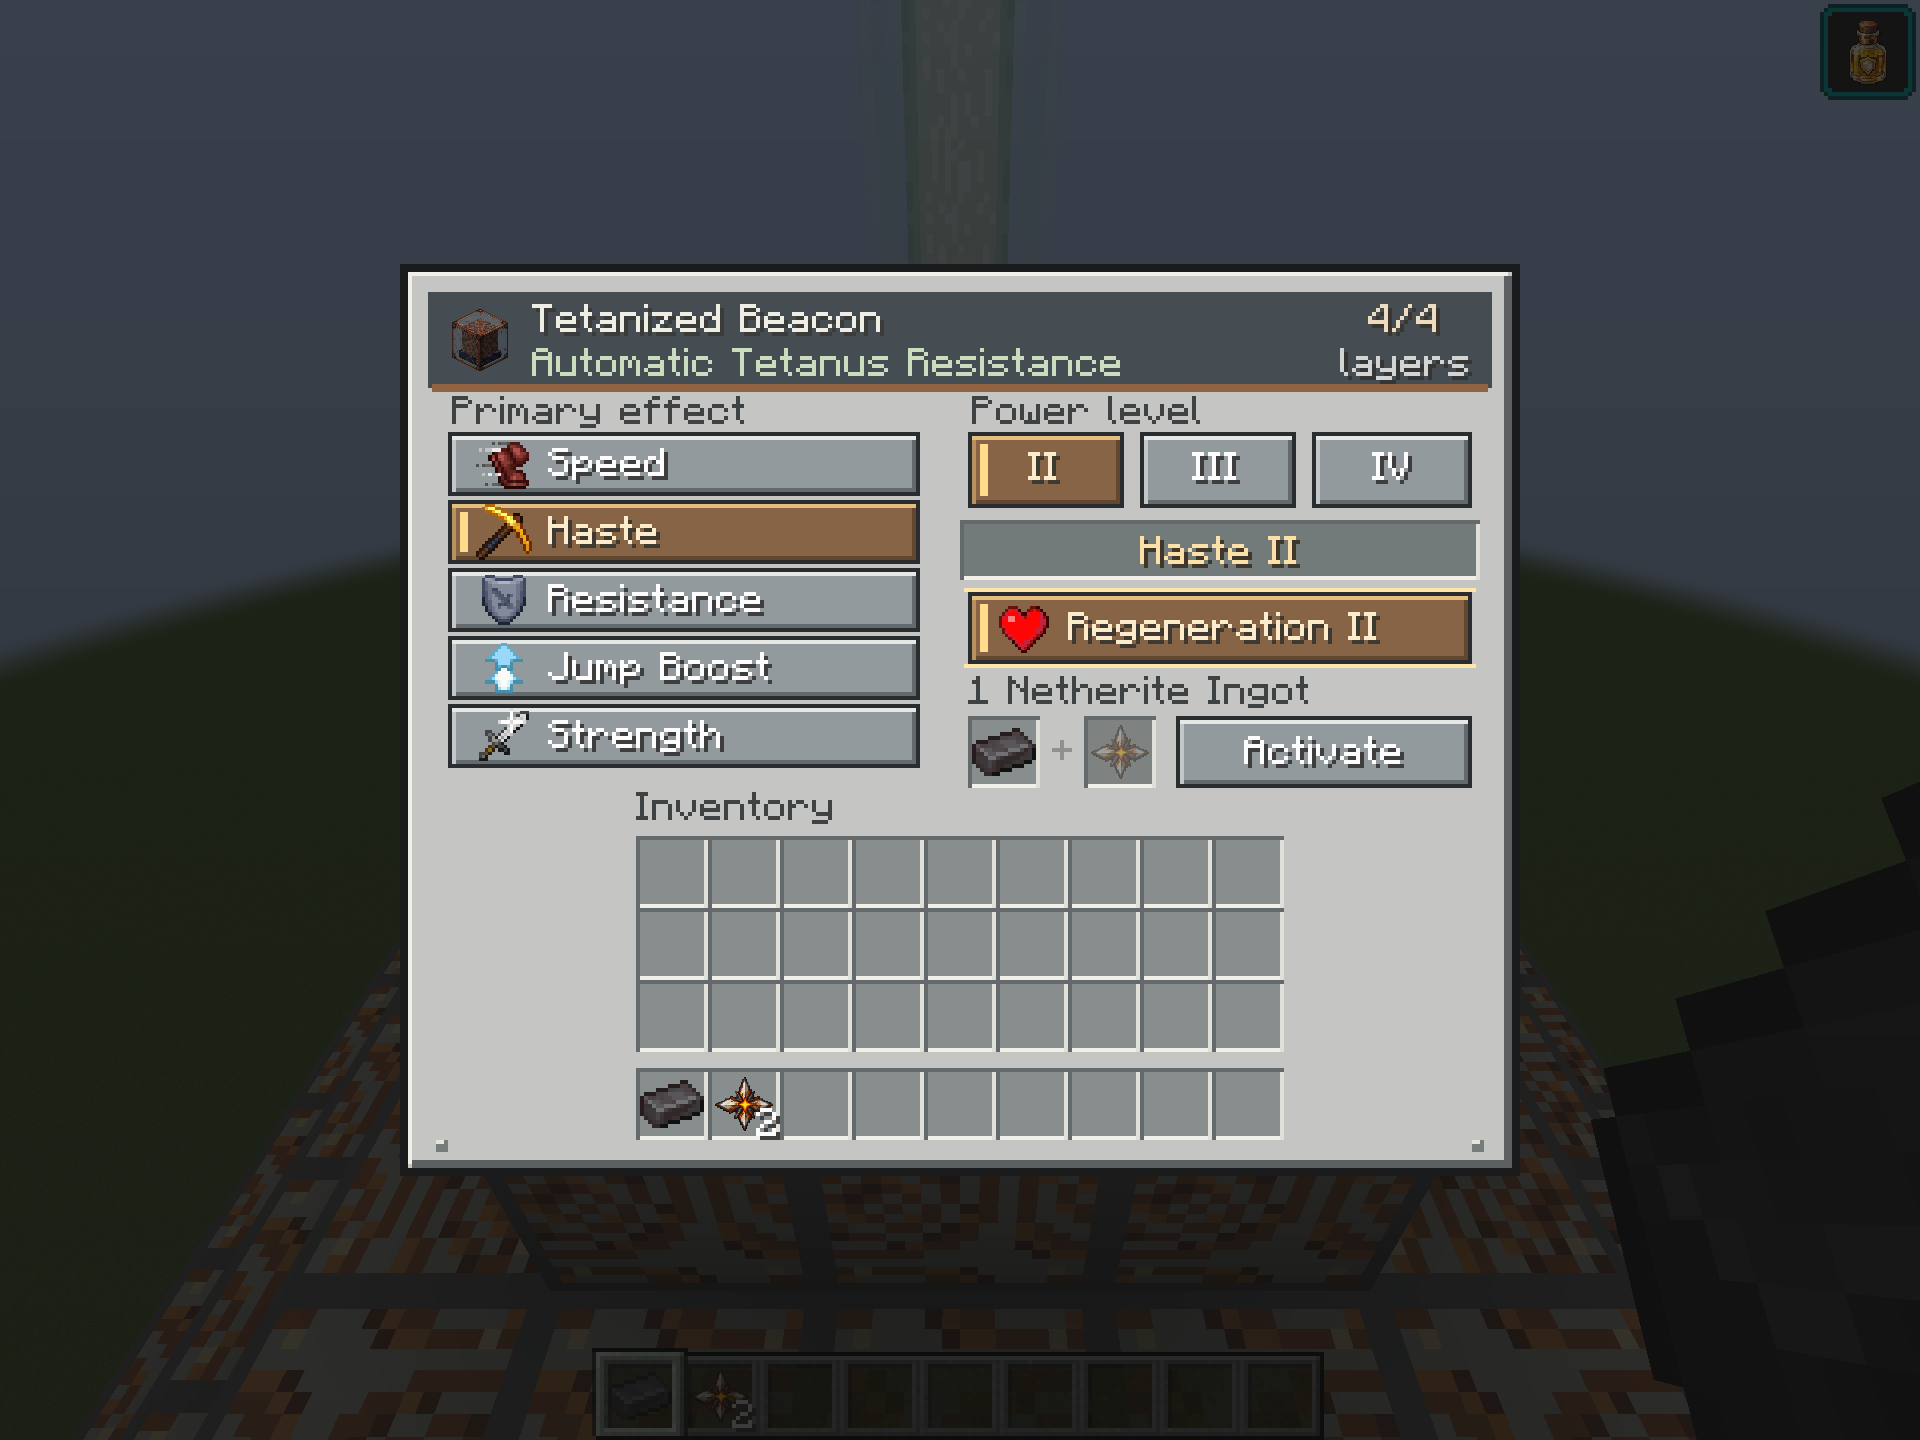 Tetanized Beacon
4/4
Automatic Tetanus Resistance
layers
Primary effect
Power level
Speed
II
III
IV
Haste
Haste II
Resistance
Regeneration II
Jump Boost
1 Netherite Ingot
Strength
+
Activate
Inventory
2
2